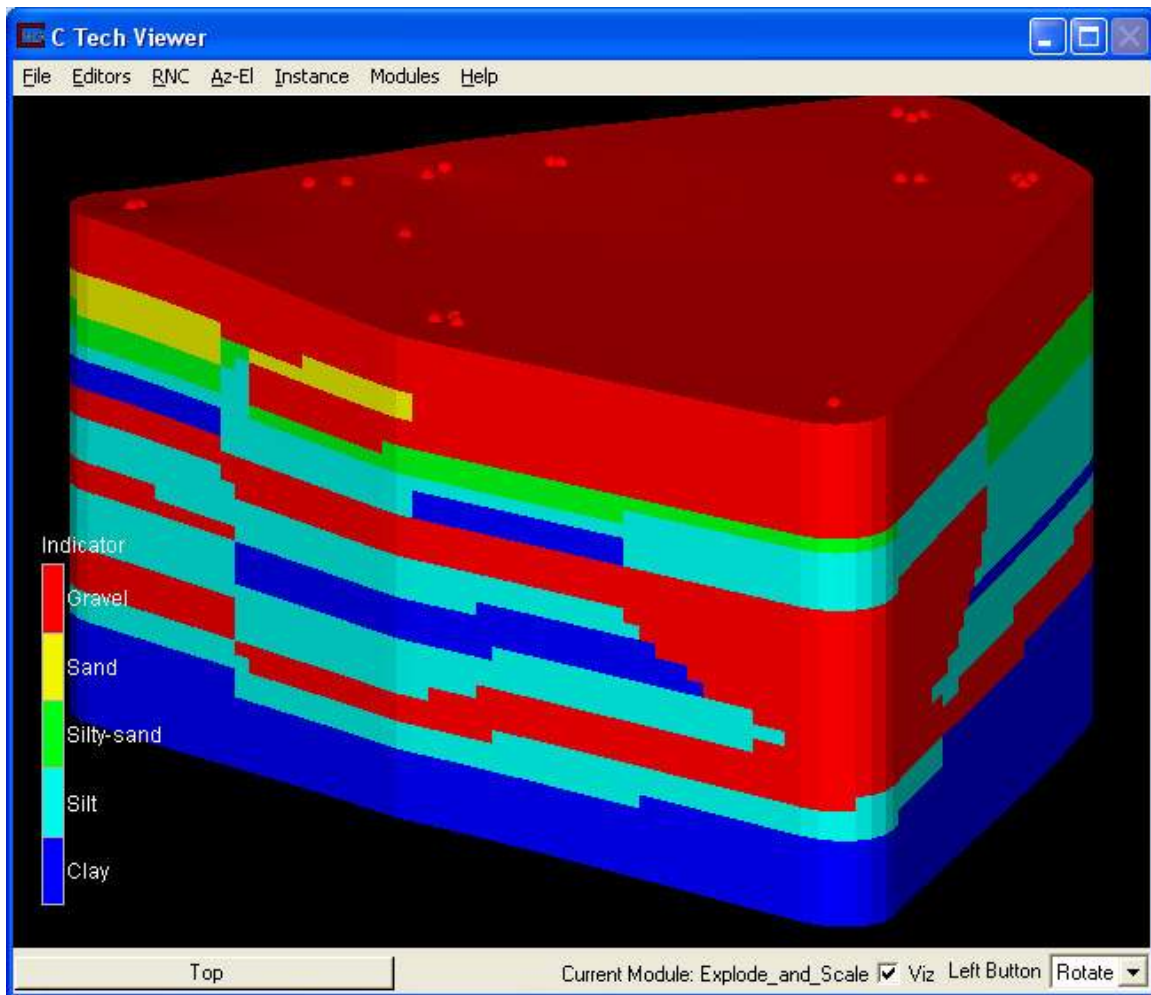 C Tech Viewer
File Editors RNC Az-El Instance Modules Help
Indicator
Gravel
Sand
Silty-sand
Silt
Clay
Top Current Module: Explode_and_Scale Viz Left Button Rotate